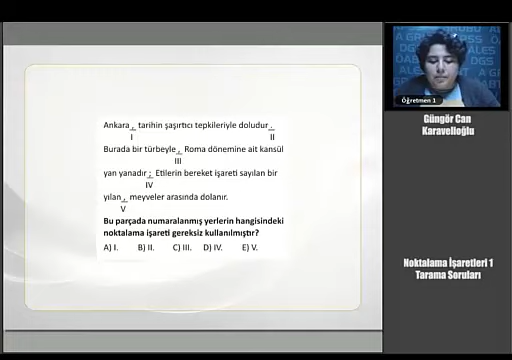 Ankara , tarihin şaşırtıcı tepkileriyle doludur .
I II
Burada bir türbeyle , Roma dönemine ait kansül
III
yan yanadır ; Etilerin bereket işareti sayılan bir
IV
yılan , meyveler arasında dolanır.
V
Bu parçada numaralanmış yerlerin hangisindeki
noktalama işareti gereksiz kullanılmıştır?
A) I. B) II. C) III. D) IV. E) V.
Öğretmen 1
Güngör Can
Karavelloğlu
Noktalama İşaretleri 1
Tarama Soruları